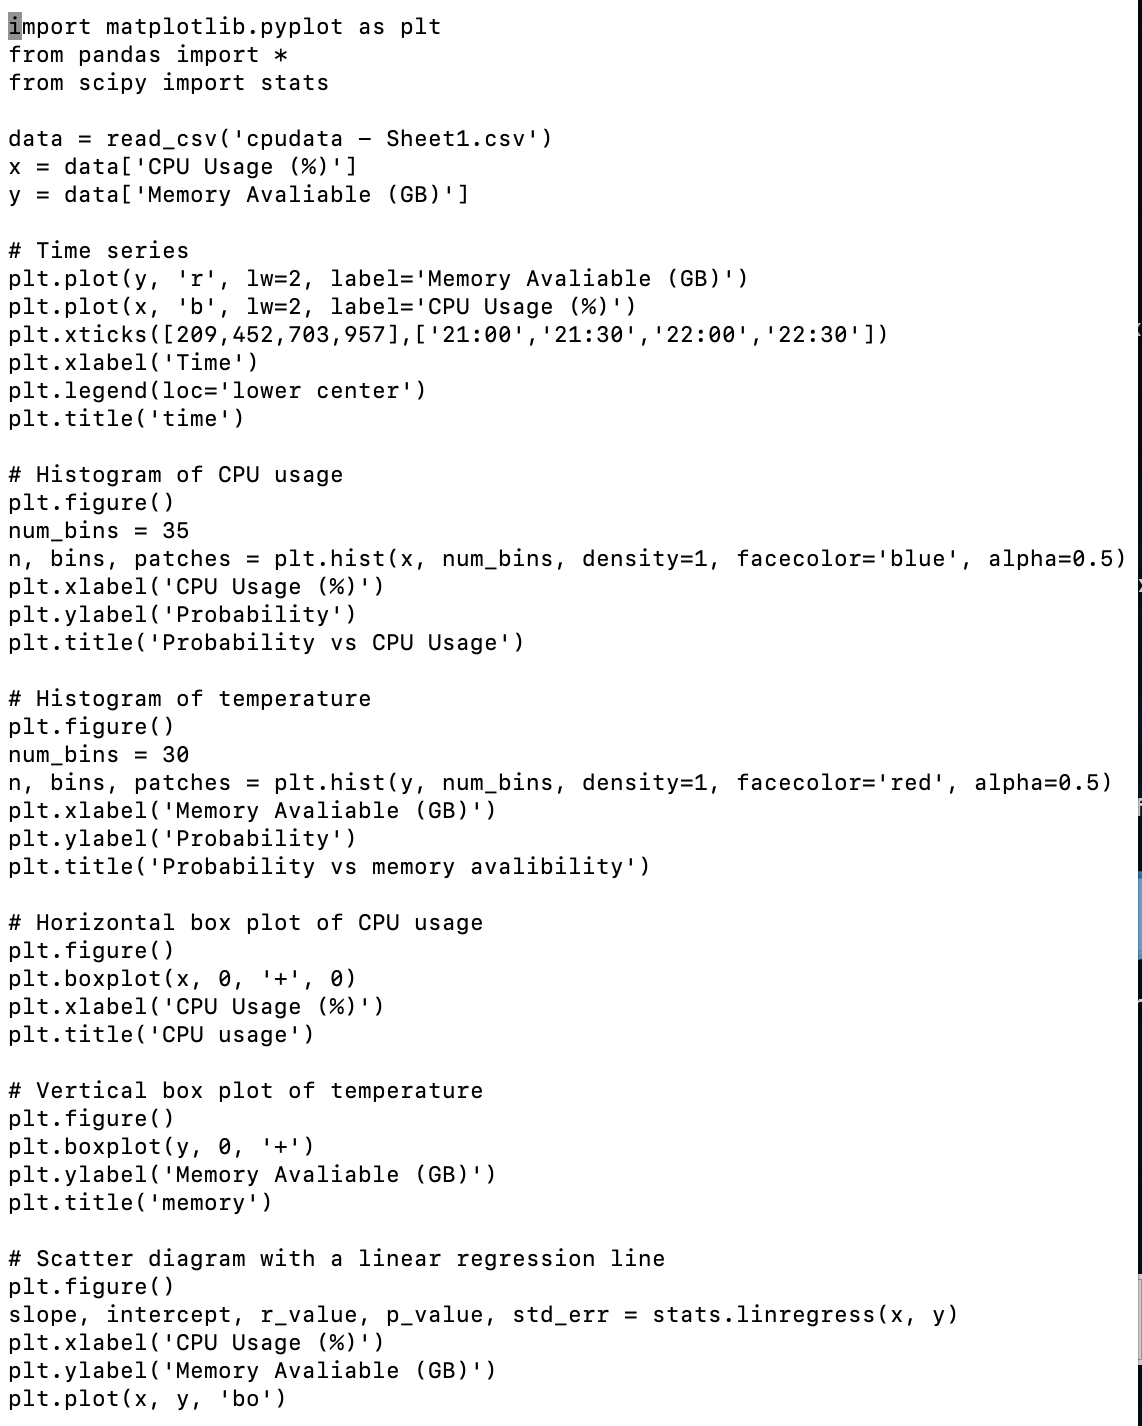 import matplotlib.pyplot as plt
from pandas import *
from scipy import stats

data = read_csv('cpudata – Sheet1.csv')
x = data['CPU Usage (%)']
y = data['Memory Avaliable (GB)']

# Time series
plt.plot(y, 'r', lw=2, label='Memory Avaliable (GB)')
plt.plot(x, 'b', lw=2, label='CPU Usage (%)')
plt.xticks([209,452,703,957],['21:00','21:30','22:00','22:30'])
plt.xlabel('Time')
plt.legend(loc='lower center')
plt.title('time')

# Histogram of CPU usage
plt.figure()
num_bins = 35
n, bins, patches = plt.hist(x, num_bins, density=1, facecolor='blue', alpha=0.5)
plt.xlabel('CPU Usage (%)')
plt.ylabel('Probability')
plt.title('Probability vs CPU Usage')

# Histogram of temperature
plt.figure()
num_bins = 30
n, bins, patches = plt.hist(y, num_bins, density=1, facecolor='red', alpha=0.5)
plt.xlabel('Memory Avaliable (GB)')
plt.ylabel('Probability')
plt.title('Probability vs memory avalibility')

# Horizontal box plot of CPU usage
plt.figure()
plt.boxplot(x, 0, '+', 0)
plt.xlabel('CPU Usage (%)')
plt.title('CPU usage')

# Vertical box plot of temperature
plt.figure()
plt.boxplot(y, 0, '+')
plt.ylabel('Memory Avaliable (GB)')
plt.title('memory')

# Scatter diagram with a linear regression line
plt.figure()
slope, intercept, r_value, p_value, std_err = stats.linregress(x, y)
plt.xlabel('CPU Usage (%)')
plt.ylabel('Memory Avaliable (GB)')
plt.plot(x, y, 'bo')